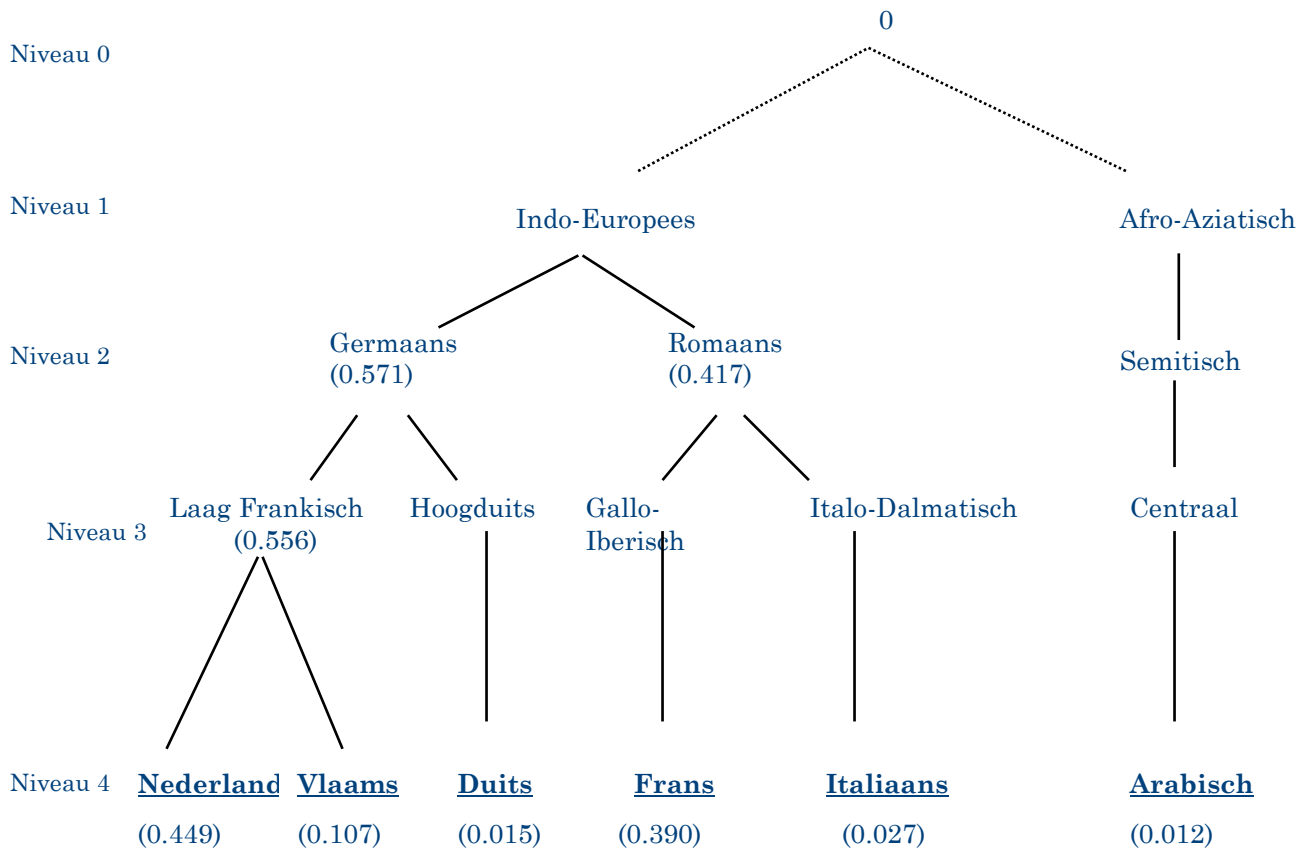 0
Niveau 0
Niveau 1
Indo-Europees
Afro-Aziatisch
Germaans
(0.571)
Romaans
(0.417)
Niveau 2
Semitisch
Laag Frankisch
(0.556)
Hoogduits
Gallo-
Iberisch
Italo-Dalmatisch
Centraal
Niveau 3
Niveau 4
Nederland
Vlaams
Duits
Frans
Italiaans
Arabisch
(0.449)
(0.107)
(0.015)
(0.390)
(0.027)
(0.012)